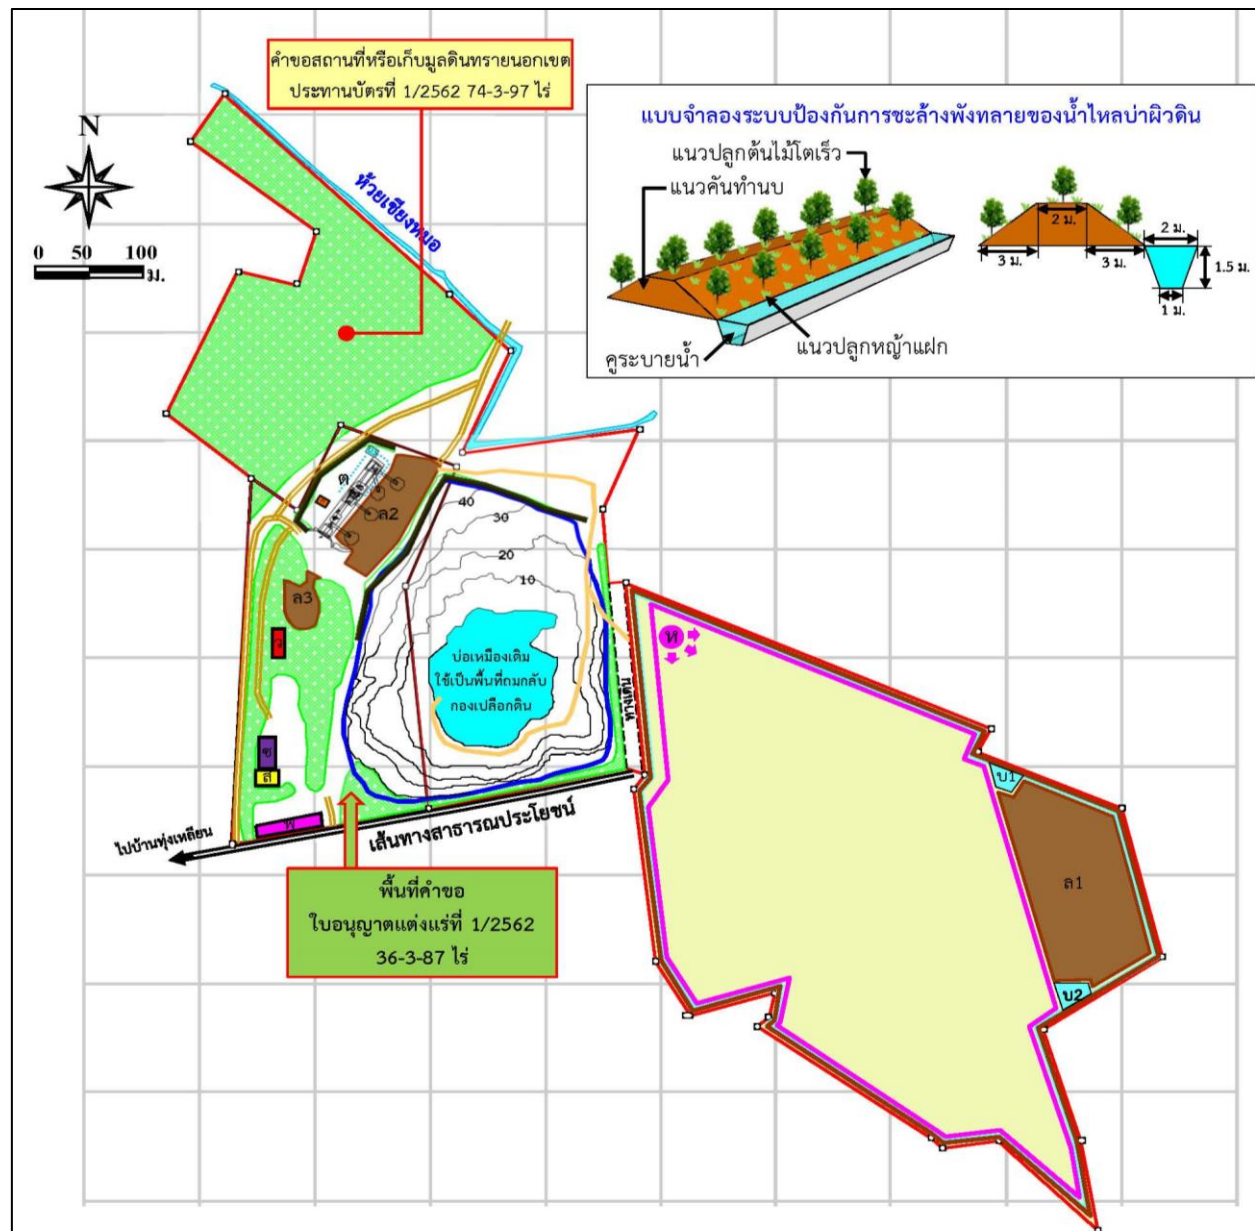 คำขอสถานที่หรือเก็บมูลดินทรายนอกเขต
ประทานบัตรที่ 1/2562 74-3-97 ไร่
แบบจำลองระบบป้องกันการชะล้างพังทลายของน้ำไหลบ่าผิวดิน
แนวปลูกต้นไม้โตเร็ว
แนวคันทำนบ
คูระบายน้ำ
แนวปลูกหญ้าแฝก
2 ม.
3 ม.
3 ม.
2 ม.
1.5 ม.
1 ม.
N
0 50 100
ม.
ห้วยเชียงหมอ
ต
ล2
ล3
ว
ซ
ส
พ
40
30
20
10
บ่อเหมืองเดิม
ใช้เป็นพื้นที่ถมกลับ
กองเปลือกดิน
ห
บ1
ล1
บ2
เส้นทางสาธารณประโยชน์
ไปบ้านทุ่งเหลียน
พื้นที่คำขอ
ใบอนุญาตแต่งแร่ที่ 1/2562
36-3-87 ไร่